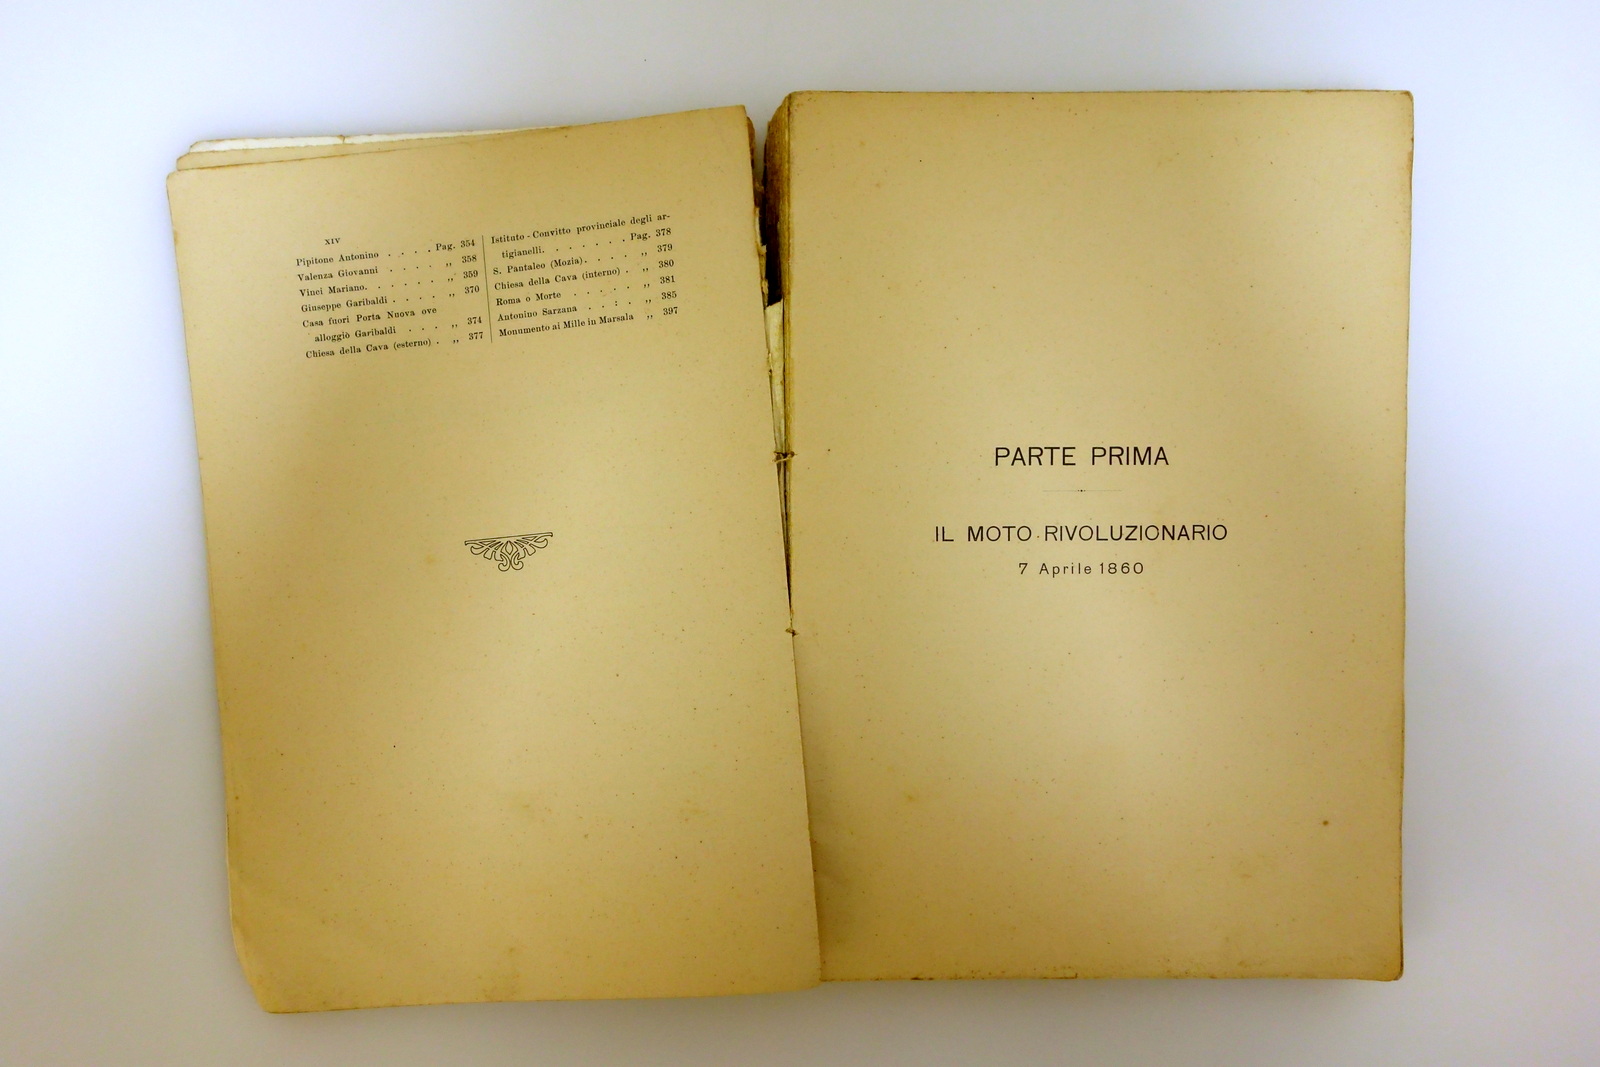 XIV
Pipitone Antonino . . . . Pag. 354
Valenza Giovanni . . . . „ 358
Vinci Mariano. . . . . . „ 359
Giuseppe Garibaldi . . . . „ 370
Casa fuori Porta Nuova ove
alloggiò Garibaldi . . . „ 374
Chiesa della Cava (esterno) . „ 377
Istituto - Convitto provinciale degli ar-
tigianelli. . . . . . . Pag. 378
S. Pantaleo (Mozia). . . . „ 379
Chiesa della Cava (interno) . „ 380
Roma o Morte . . . . . „ 381
Antonino Sarzana . . : . „ 385
Monumento ai Mille in Marsala „ 397
PARTE PRIMA
IL MOTO RIVOLUZIONARIO
7 Aprile 1860